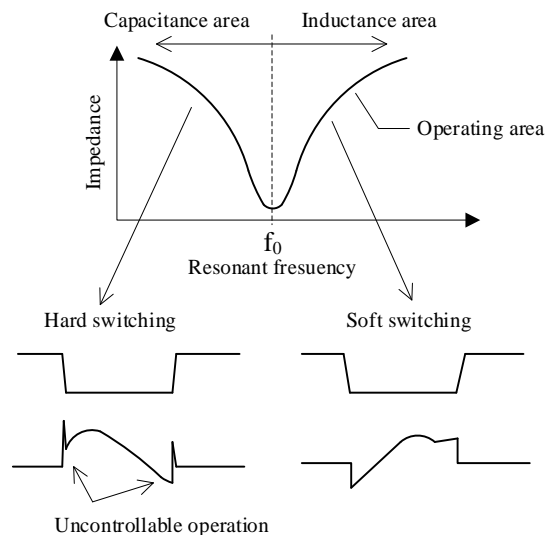 Capacitance area
Inductance area
Impedance
Operating area
f0
Resonant fresuency
Hard switching
Soft switching
Uncontrollable operation